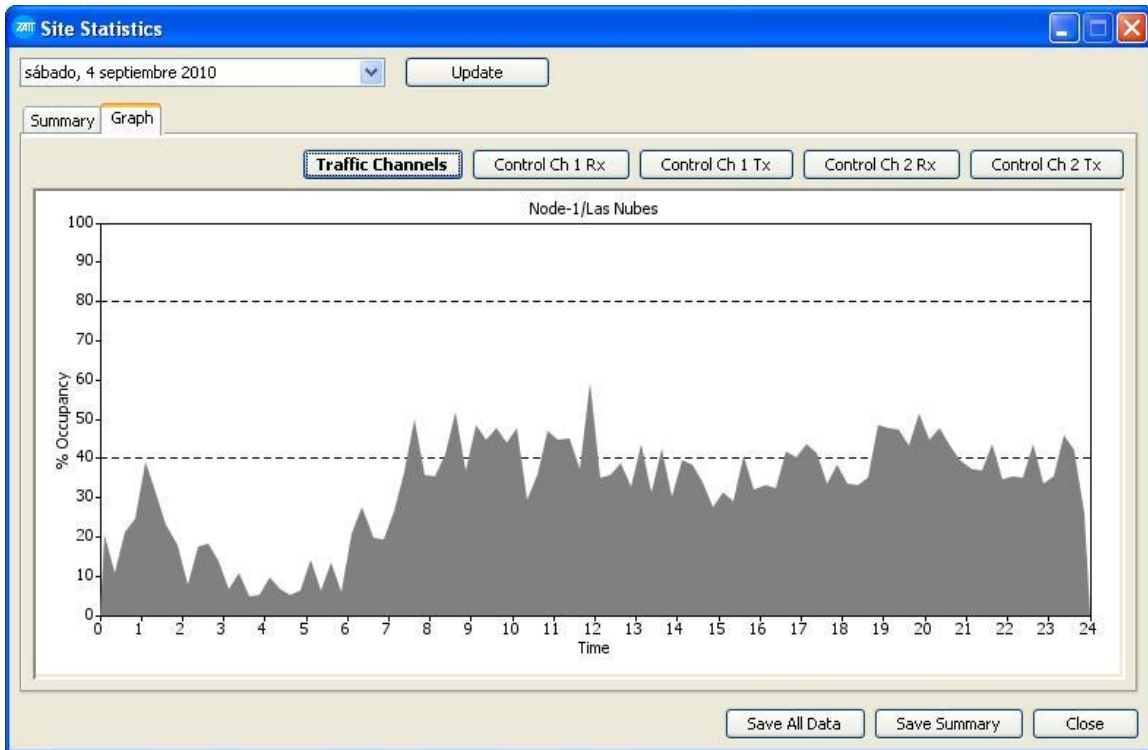 TAIT Site Statistics
sábado, 4 septiembre 2010 Update
Summary Graph
Traffic Channels Control Ch 1 Rx Control Ch 1 Tx Control Ch 2 Rx Control Ch 2 Tx
Node-1/Las Nubes
100
90
80
70
60
50
40
30
20
10
0
% Occupancy
0 1 2 3 4 5 6 7 8 9 10 11 12 13 14 15 16 17 18 19 20 21 22 23 24
Time
Save All Data Save Summary Close